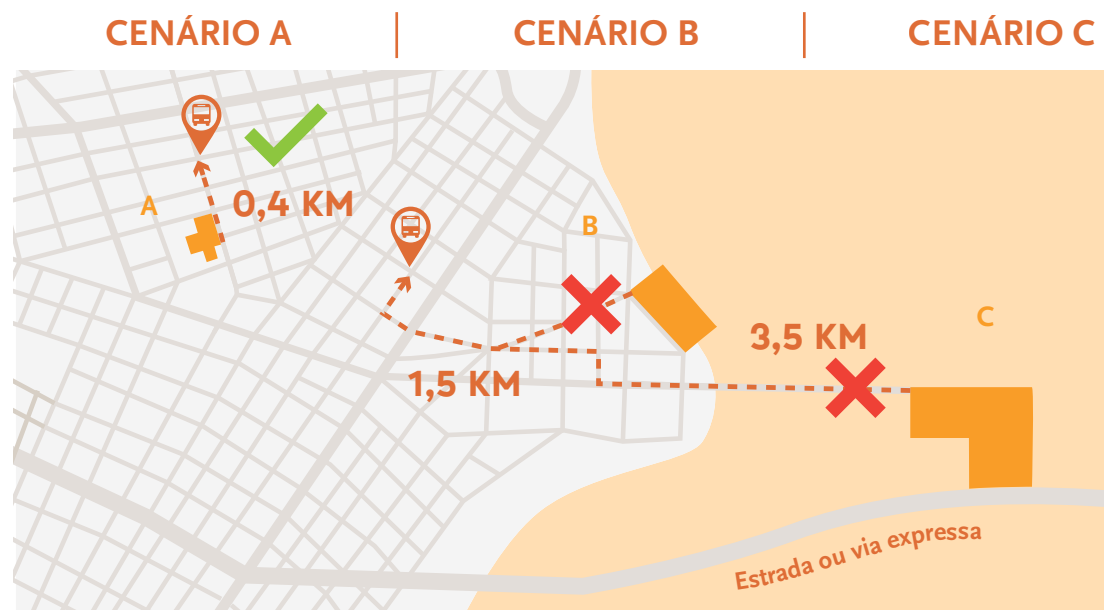 CENÁRIO A
CENÁRIO B
CENÁRIO C
A
0,4 KM
B
C
3,5 KM
1,5 KM
Estrada ou via expressa